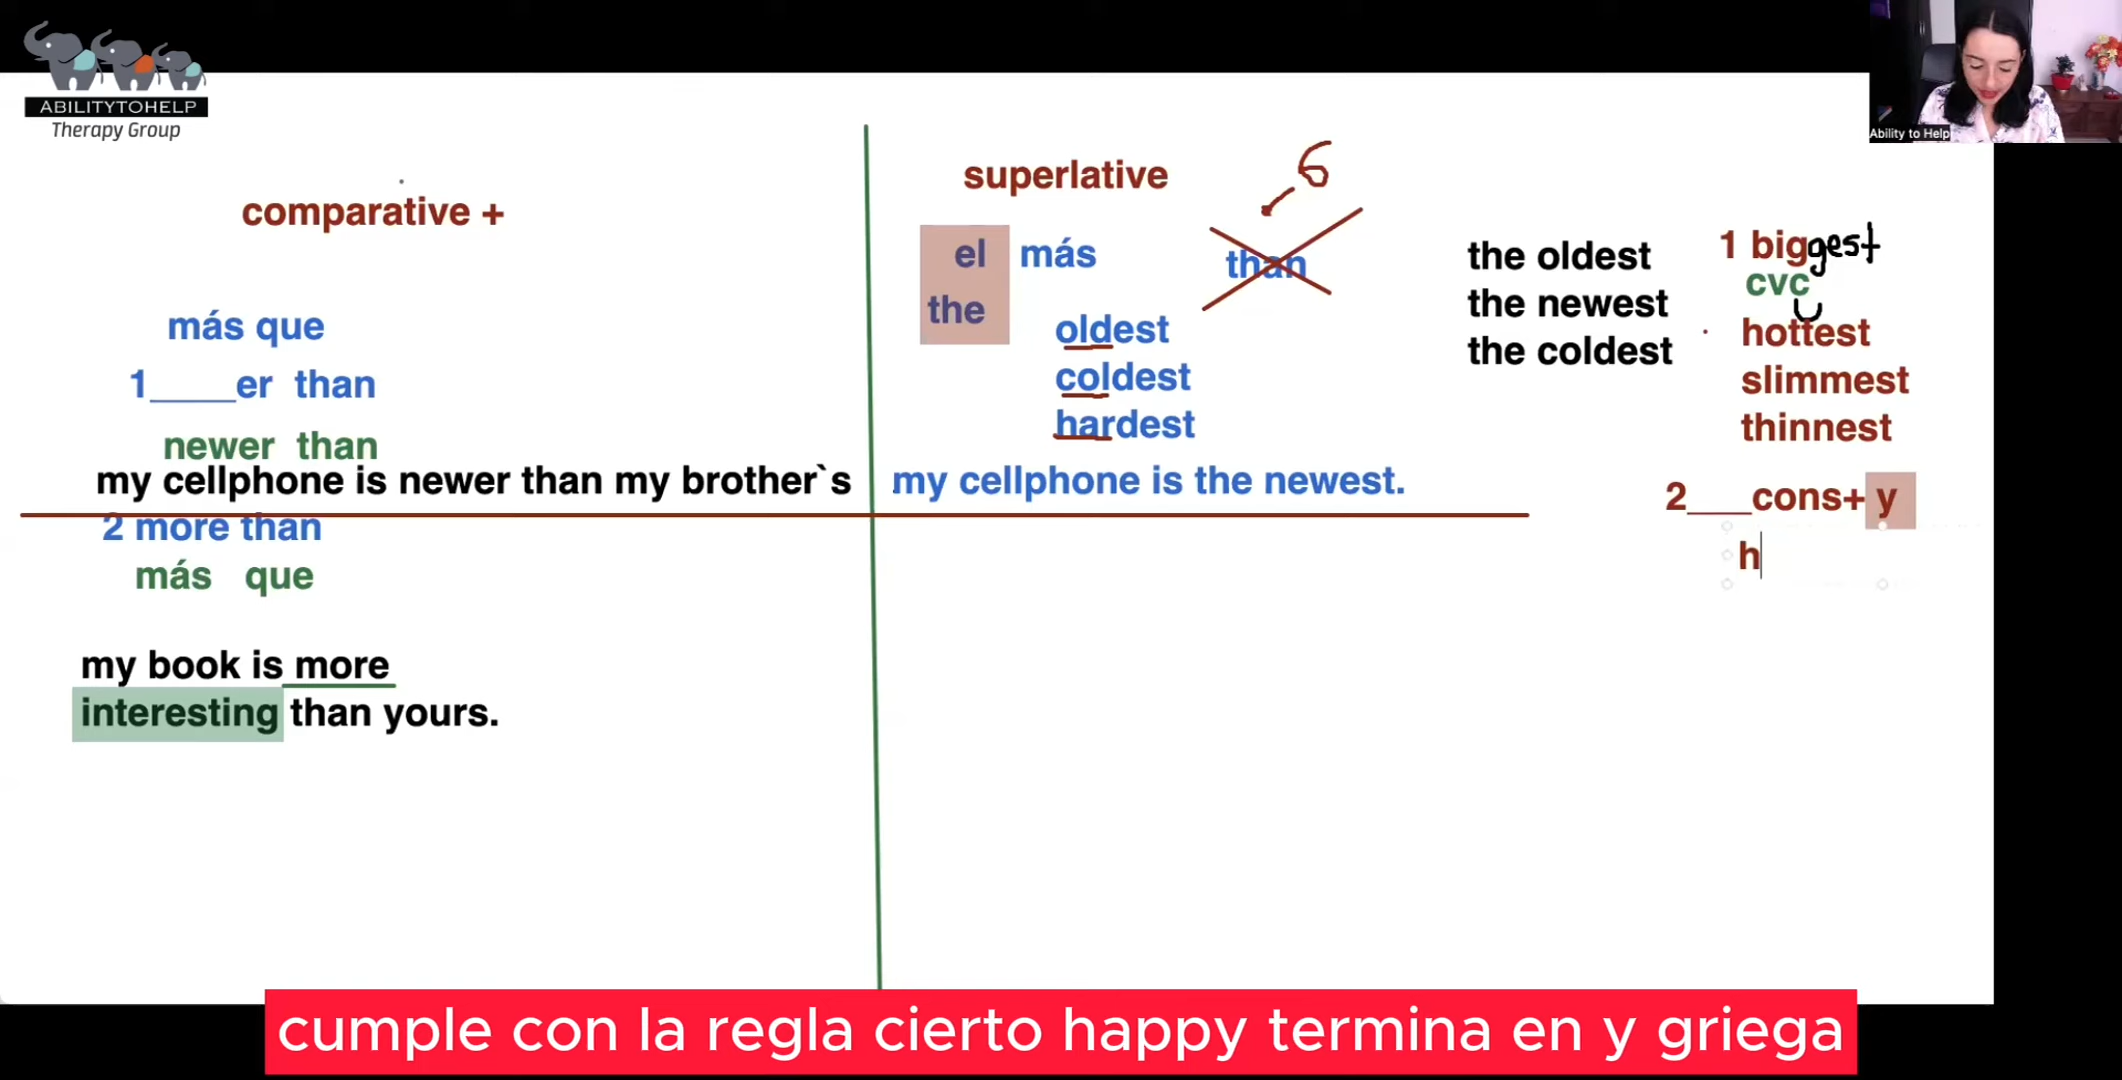 ABILITYTOHELP
Therapy Group
Ability to Help
comparative +
más que
1____er than
newer than
my cellphone is newer than my brother`s
2 more than
más que
my book is more
interesting than yours.
superlative
el más
than
the
oldest
coldest
hardest
my cellphone is the newest.
the oldest
the newest
the coldest
1 biggest
cvc
hottest
slimmest
thinnest
2___cons+ y
h
cumple con la regla cierto happy termina en y griega